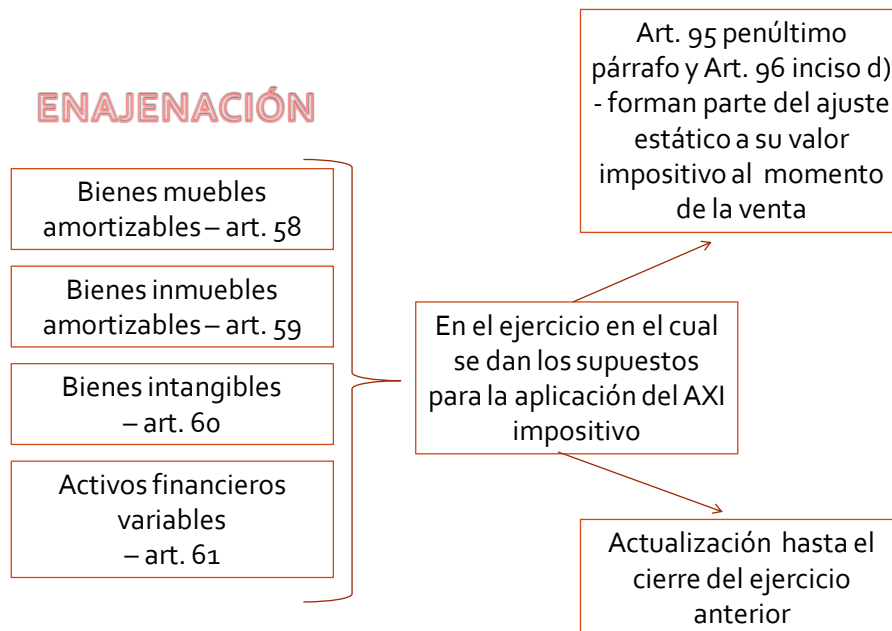 ENAJENACIÓN
Bienes muebles
amortizables – art. 58
Bienes inmuebles
amortizables – art. 59
Bienes intangibles
– art. 60
Activos financieros
variables
– art. 61
En el ejercicio en el cual
se dan los supuestos
para la aplicación del AXI
impositivo
Art. 95 penúltimo
párrafo y Art. 96 inciso d)
- forman parte del ajuste
estático a su valor
impositivo al momento
de la venta
Actualización hasta el
cierre del ejercicio
anterior